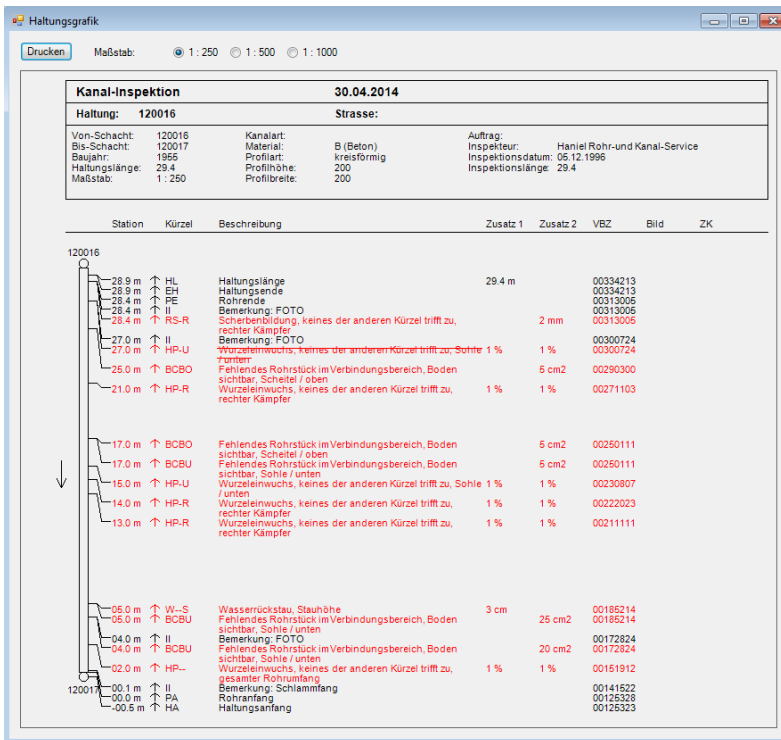 Haltungsgrafik
Drucken Maßstab: 1 : 250 1 : 500 1 : 1000
Kanal-Inspektion 30.04.2014
Haltung: 120016 Strasse:
Von-Schacht: 120016 Kanalart: Auftrag:
Bis-Schacht: 120017 Material: B (Beton) Inspekteur: Haniel Rohr-und Kanal-Service
Baujahr: 1955 Profilart: kreisförmig Inspektionsdatum: 05.12.1996
Haltungslänge: 29.4 Profilhöhe: 200 Inspektionslänge: 29.4
Maßstab: 1 : 250 Profilbreite: 200
Station Kürzel Beschreibung Zusatz 1 Zusatz 2 VBZ Bild ZK
120016
28.9 m ↑ HL Haltungslänge 29.4 m 00334213
28.9 m ↑ EH Haltungsende 00334213
28.4 m ↑ PE Rohrende 00313005
28.4 m ↑ II Bemerkung: FOTO 00313005
28.4 m ↑ RS-R Scherbenbildung, keines der anderen Kürzel trifft zu, 2 mm 00313005
rechter Kämpfer
27.0 m ↑ II Bemerkung: FOTO 00300724
27.0 m ↑ HP-U Wurzeleinwuchs, keines der anderen Kürzel trifft zu, Sohle 1 % 1 % 00300724
/ unten
25.0 m ↑ BCBO Fehlendes Rohrstück im Verbindungsbereich, Boden 5 cm2 00290300
sichtbar, Scheitel / oben
21.0 m ↑ HP-R Wurzeleinwuchs, keines der anderen Kürzel trifft zu, 1 % 1 % 00271103
rechter Kämpfer
17.0 m ↑ BCBO Fehlendes Rohrstück im Verbindungsbereich, Boden 5 cm2 00250111
sichtbar, Scheitel / oben
17.0 m ↑ BCBU Fehlendes Rohrstück im Verbindungsbereich, Boden 5 cm2 00250111
sichtbar, Sohle / unten
15.0 m ↑ HP-U Wurzeleinwuchs, keines der anderen Kürzel trifft zu, Sohle 1 % 1 % 00230807
/ unten
14.0 m ↑ HP-R Wurzeleinwuchs, keines der anderen Kürzel trifft zu, 1 % 1 % 00222023
rechter Kämpfer
13.0 m ↑ HP-R Wurzeleinwuchs, keines der anderen Kürzel trifft zu, 1 % 1 % 00211111
rechter Kämpfer
05.0 m ↑ W--S Wasserrückstau, Stauhöhe 3 cm 00185214
05.0 m ↑ BCBU Fehlendes Rohrstück im Verbindungsbereich, Boden 25 cm2 00185214
sichtbar, Sohle / unten
04.0 m ↑ II Bemerkung: FOTO 00172824
04.0 m ↑ BCBU Fehlendes Rohrstück im Verbindungsbereich, Boden 20 cm2 00172824
sichtbar, Sohle / unten
02.0 m ↑ HP-- Wurzeleinwuchs, keines der anderen Kürzel trifft zu, 1 % 1 % 00151912
gesamter Rohrumfang
120017
00.1 m ↑ II Bemerkung: Schlammfang 00141522
00.0 m ↑ PA Rohranfang 00125328
-00.5 m ↑ HA Haltungsanfang 00125323